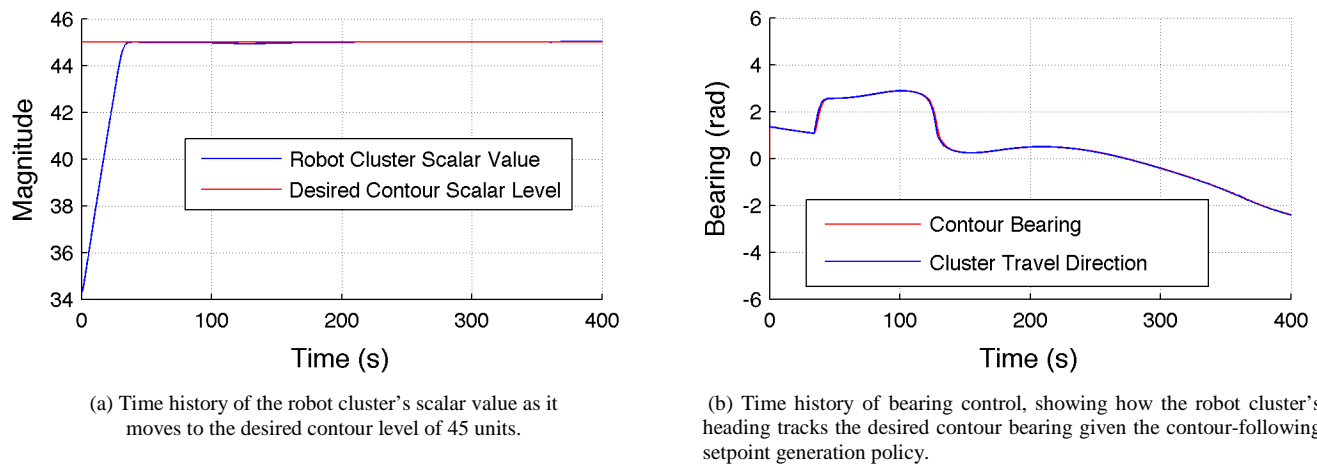 46
44
42
40
38
36
34
Magnitude
Robot Cluster Scalar Value
Desired Contour Scalar Level
0
100
200
300
400
Time (s)
(a) Time history of the robot cluster's scalar value as it
moves to the desired contour level of 45 units.
6
4
2
0
-2
-4
-6
Bearing (rad)
Contour Bearing
Cluster Travel Direction
0
100
200
300
400
Time (s)
(b) Time history of bearing control, showing how the robot cluster's
heading tracks the desired contour bearing given the contour-following
setpoint generation policy.